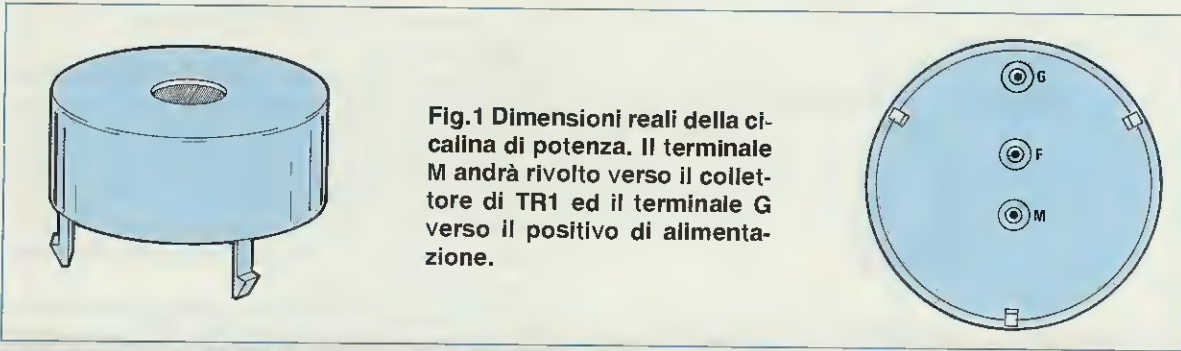 Fig.1 Dimensioni reali della ci-
calina di potenza. Il terminale
M andrà rivolto verso il collet-
tore di TR1 ed il terminale G
verso il positivo di alimenta-
zione.
G
F
M